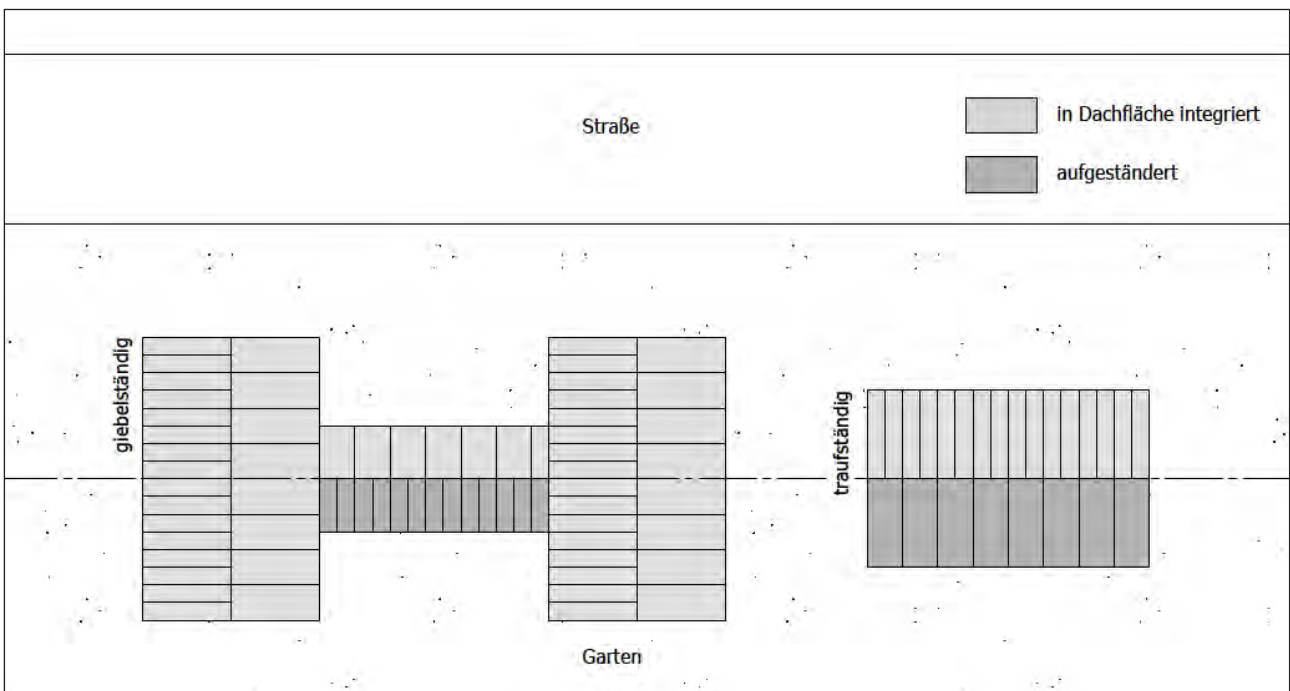 Straße
in Dachfläche integriert
aufgeständert
giebelständig
traufständig
Garten